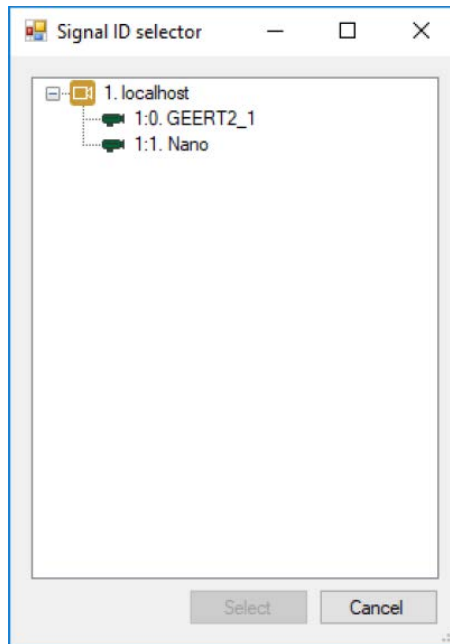 Signal ID selector
1. localhost
1:0. GEERT2_1
1:1. Nano
Select
Cancel